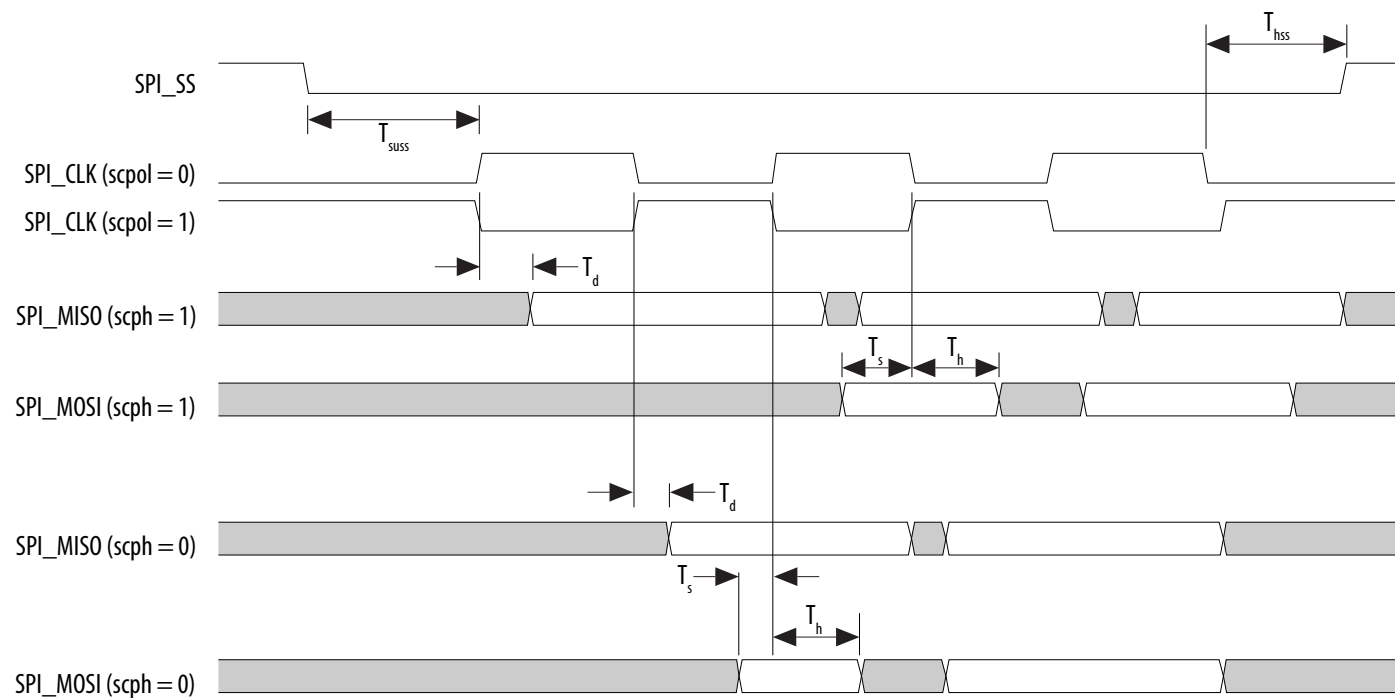 T_hss
SPI_SS
T_suss
SPI_CLK (scpol = 0)
SPI_CLK (scpol = 1)
T_d
SPI_MISO (scph = 1)
T_s T_h
SPI_MOSI (scph = 1)
T_d
SPI_MISO (scph = 0)
T_s
T_h
SPI_MOSI (scph = 0)